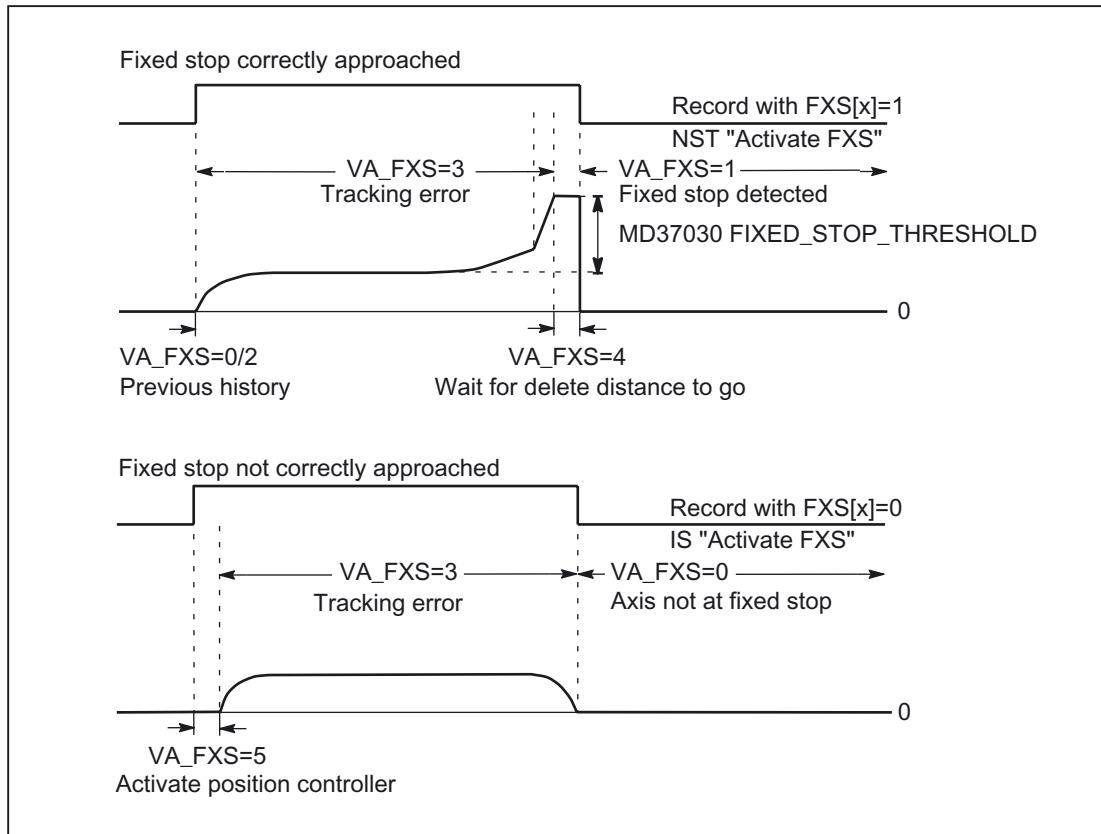 Fixed stop correctly approached
Record with FXS[x]=1
NST "Activate FXS"
VA_FXS=3
VA_FXS=1
Tracking error
Fixed stop detected
MD37030 FIXED_STOP_THRESHOLD
0
VA_FXS=0/2
VA_FXS=4
Previous history
Wait for delete distance to go
Fixed stop not correctly approached
Record with FXS[x]=0
IS "Activate FXS"
VA_FXS=3
VA_FXS=0
Tracking error
Axis not at fixed stop
0
VA_FXS=5
Activate position controller